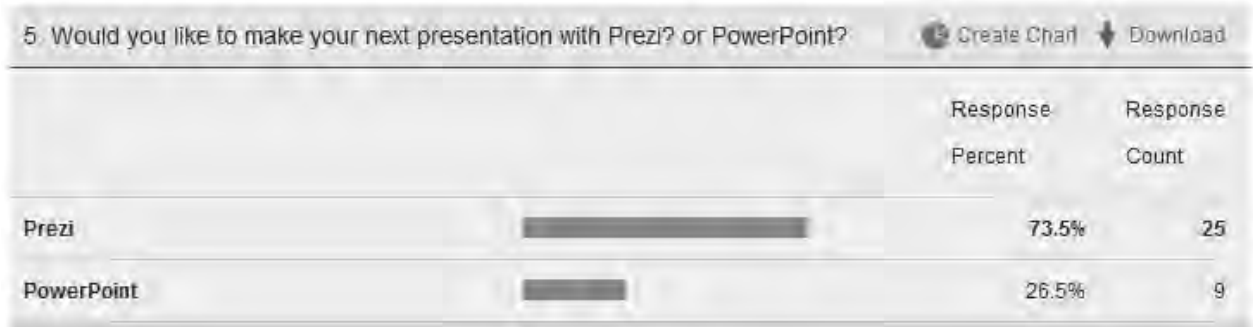 5. Would you like to make your next presentation with Prezi? or PowerPoint? Create Chart Download
Response Response
Percent Count
Prezi 73.5% 25
PowerPoint 26.5% 9